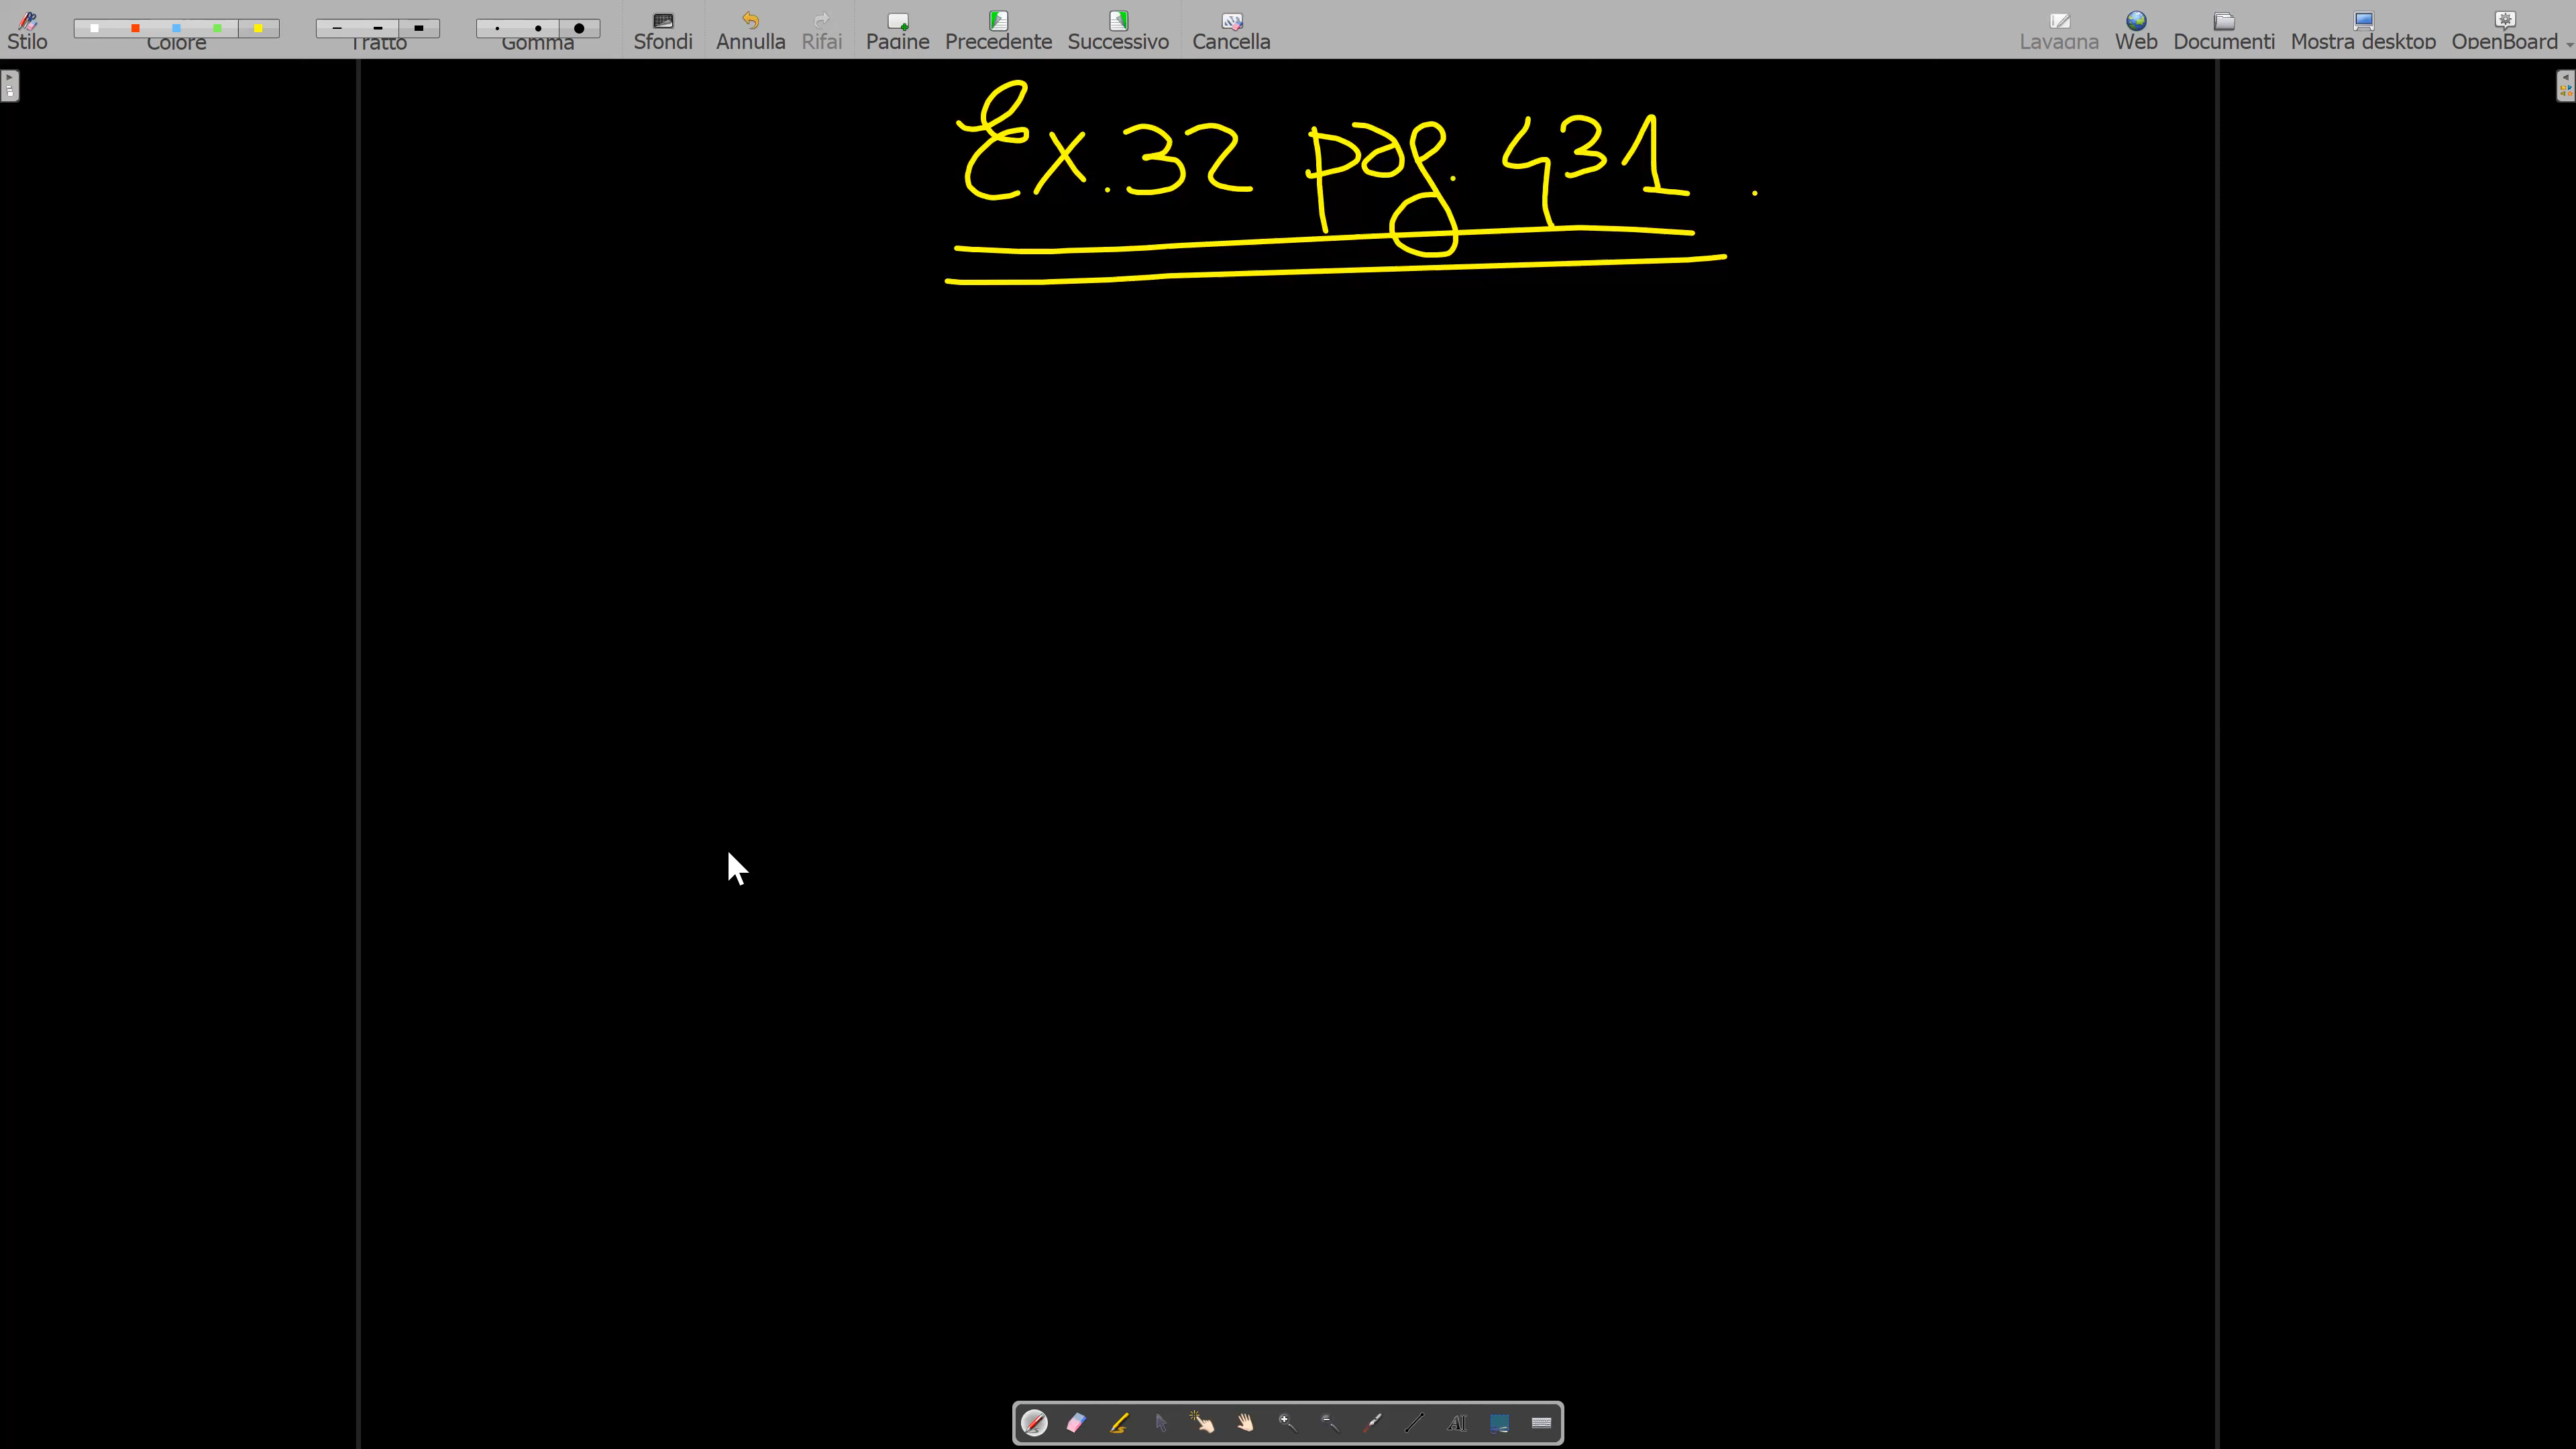 Stilo Colore Tratto Gomma Sfondi Annulla Rifai Pagine Precedente Successivo Cancella Lavagna Web Documenti Mostra desktop OpenBoard
Ex. 32 pag. 431.